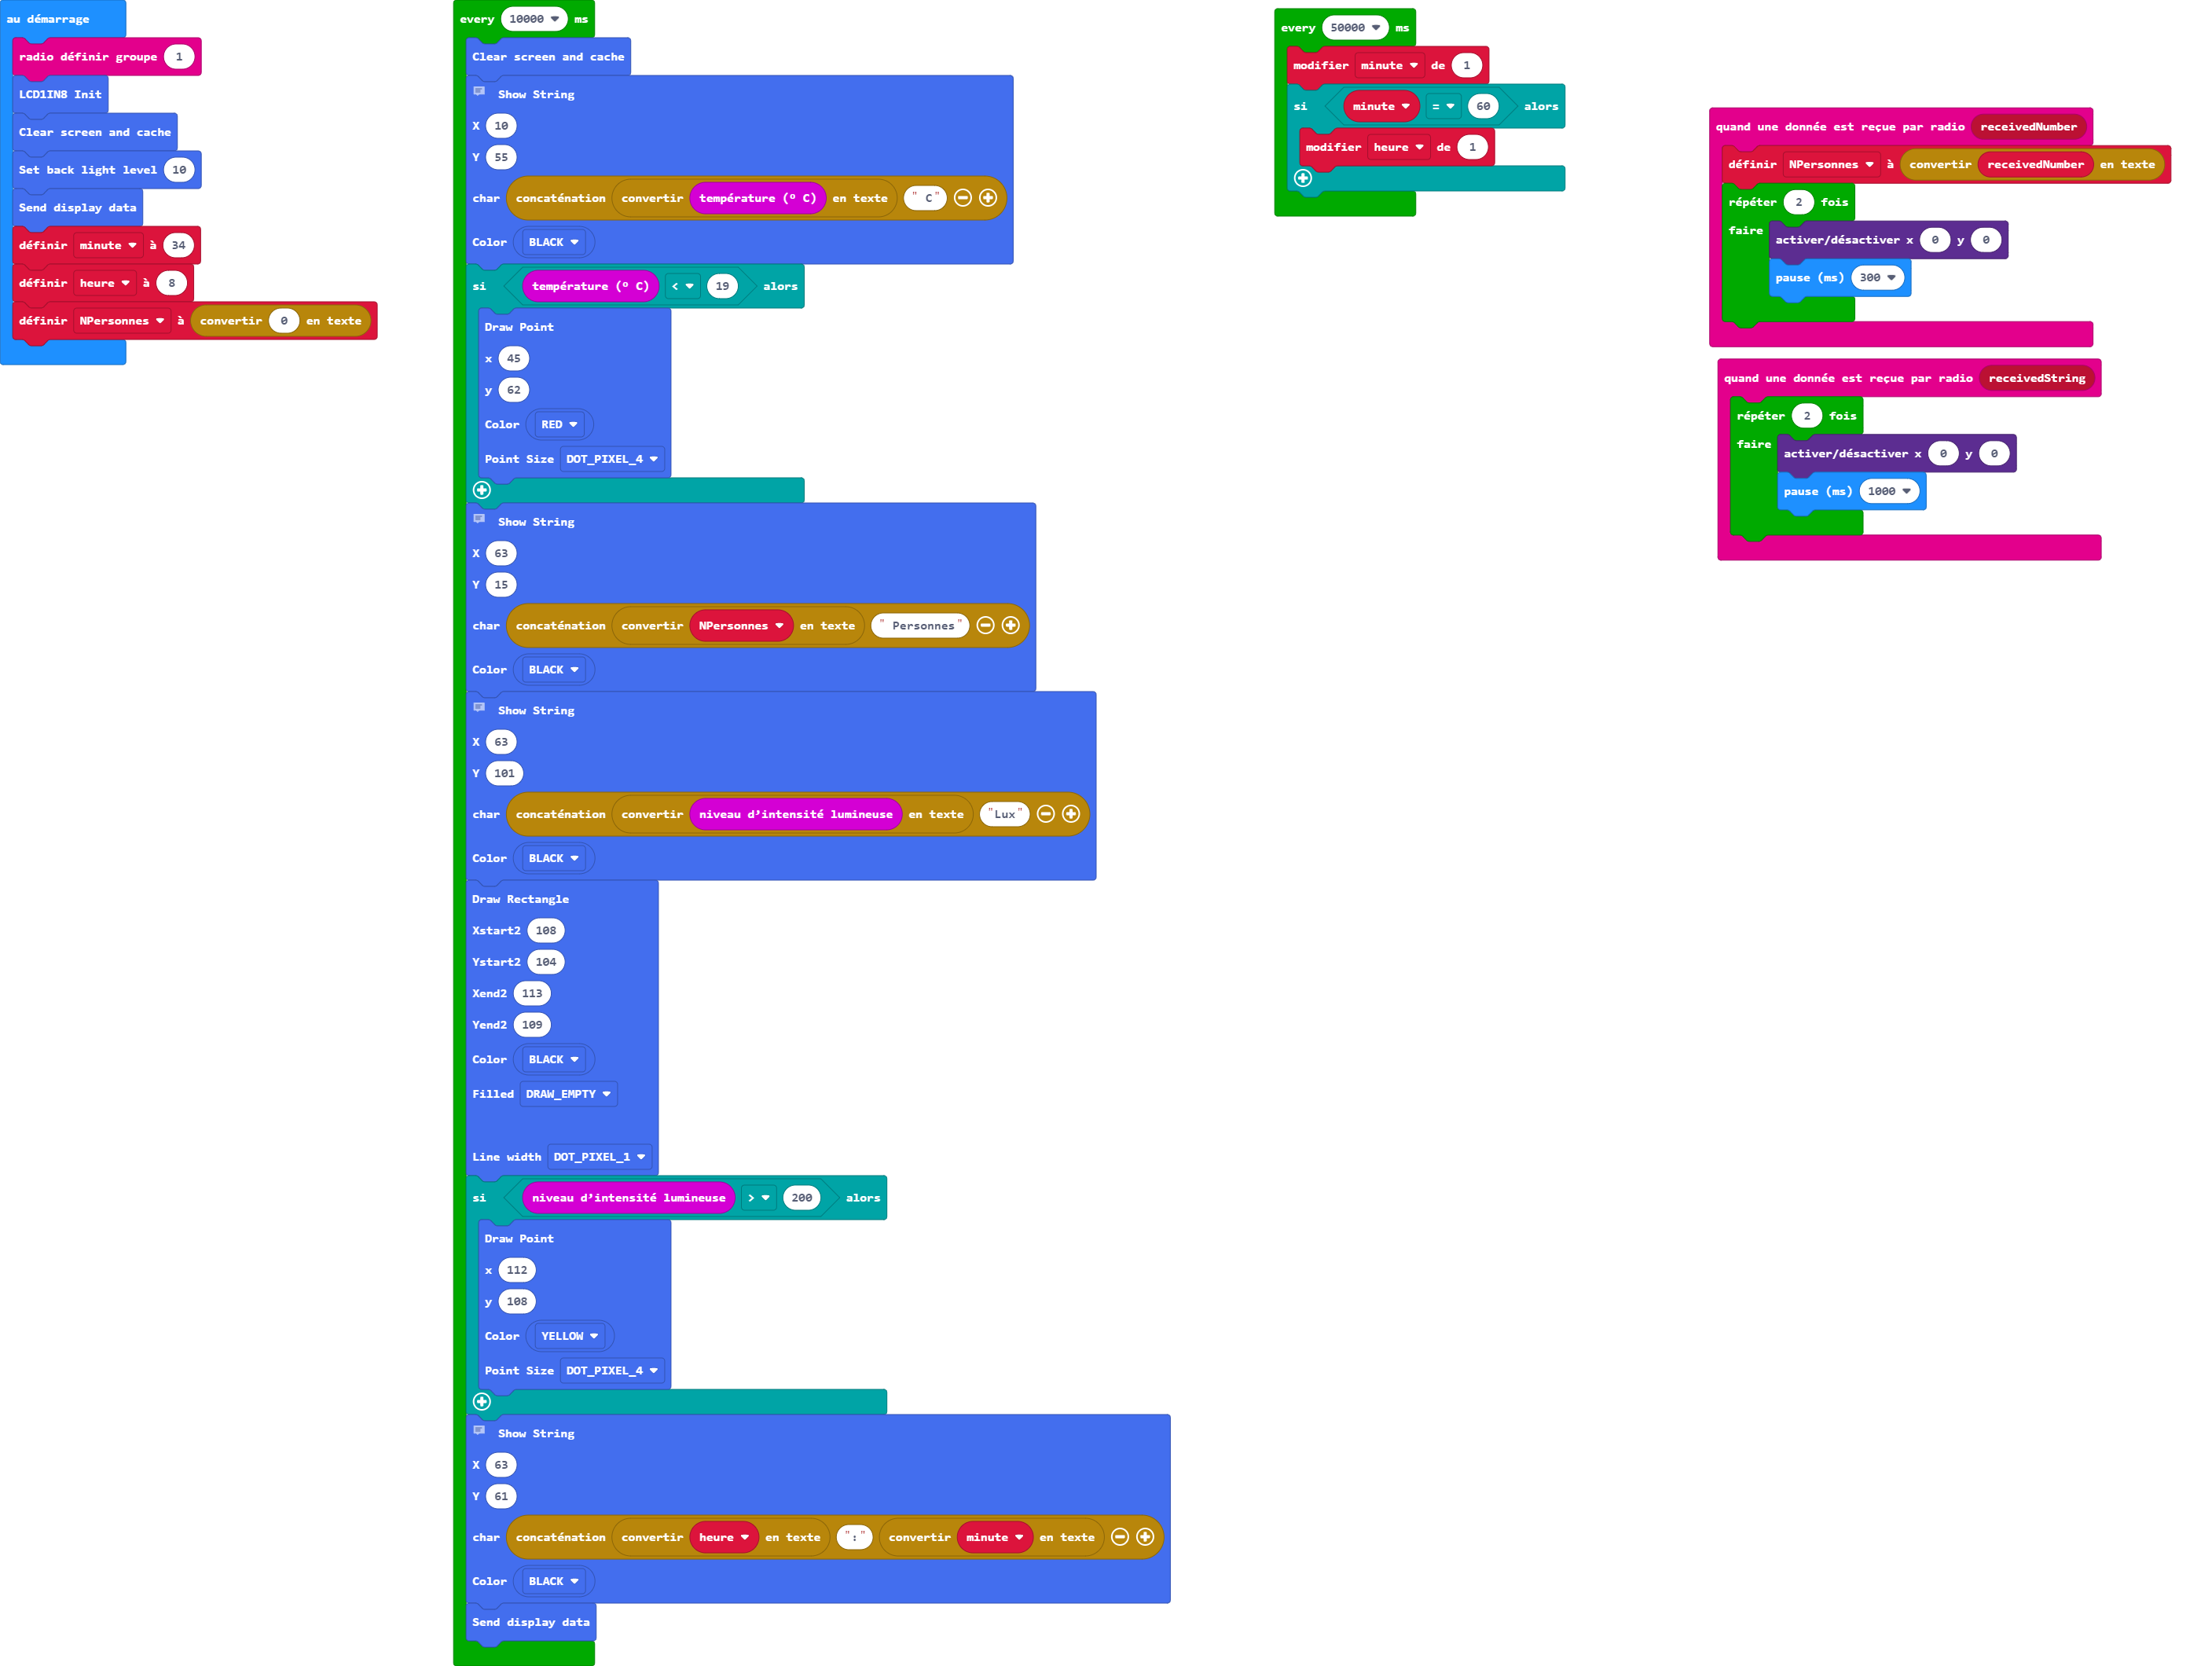 au démarrage
radio définir groupe 1
LCD1IN8 Init
Clear screen and cache
Set back light level 10
Send display data
définir minute à 34
définir heure à 8
définir NPersonnes à convertir 0 en texte
every 10000 ms
Clear screen and cache
Show String
X 10
Y 55
char concaténation convertir température (º C) en texte " C"
Color BLACK
si température (º C) < 19 alors
Draw Point
x 45
y 62
Color RED
Point Size DOT_PIXEL_4
Show String
X 63
Y 15
char concaténation convertir NPersonnes en texte " Personnes"
Color BLACK
Show String
X 63
Y 101
char concaténation convertir niveau d’intensité lumineuse en texte "Lux"
Color BLACK
Draw Rectangle
Xstart2 108
Ystart2 104
Xend2 113
Yend2 109
Color BLACK
Filled DRAW_EMPTY
Line width DOT_PIXEL_1
si niveau d’intensité lumineuse > 200 alors
Draw Point
x 112
y 108
Color YELLOW
Point Size DOT_PIXEL_4
Show String
X 63
Y 61
char concaténation convertir heure en texte ":" convertir minute en texte
Color BLACK
Send display data
every 50000 ms
modifier minute de 1
si minute = 60 alors
modifier heure de 1
quand une donnée est reçue par radio receivedNumber
définir NPersonnes à convertir receivedNumber en texte
répéter 2 fois
faire activer/désactiver x 0 y 0
pause (ms) 300
quand une donnée est reçue par radio receivedString
répéter 2 fois
faire activer/désactiver x 0 y 0
pause (ms) 1000